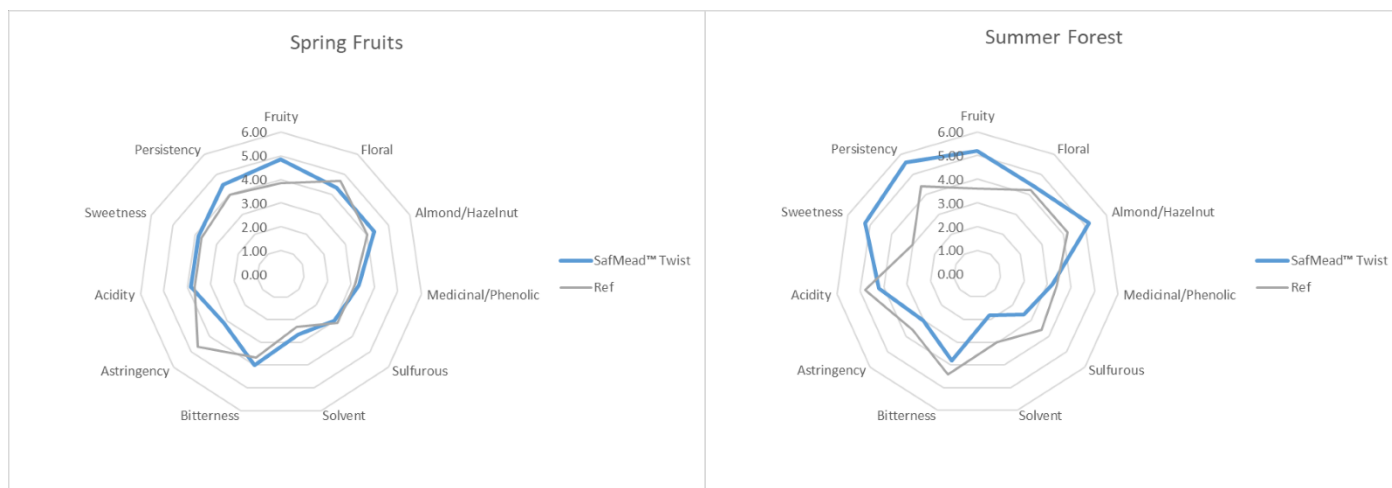 Spring Fruits
Fruity
Floral
Almond/Hazelnut
Medicinal/Phenolic
Sulfurous
Solvent
Bitterness
Astringency
Acidity
Sweetness
Persistency
6.00
5.00
4.00
3.00
2.00
1.00
0.00
SafMead™ Twist
Ref
Summer Forest
Fruity
Floral
Almond/Hazelnut
Medicinal/Phenolic
Sulfurous
Solvent
Bitterness
Astringency
Acidity
Sweetness
Persistency
6.00
5.00
4.00
3.00
2.00
1.00
0.00
SafMead™ Twist
Ref